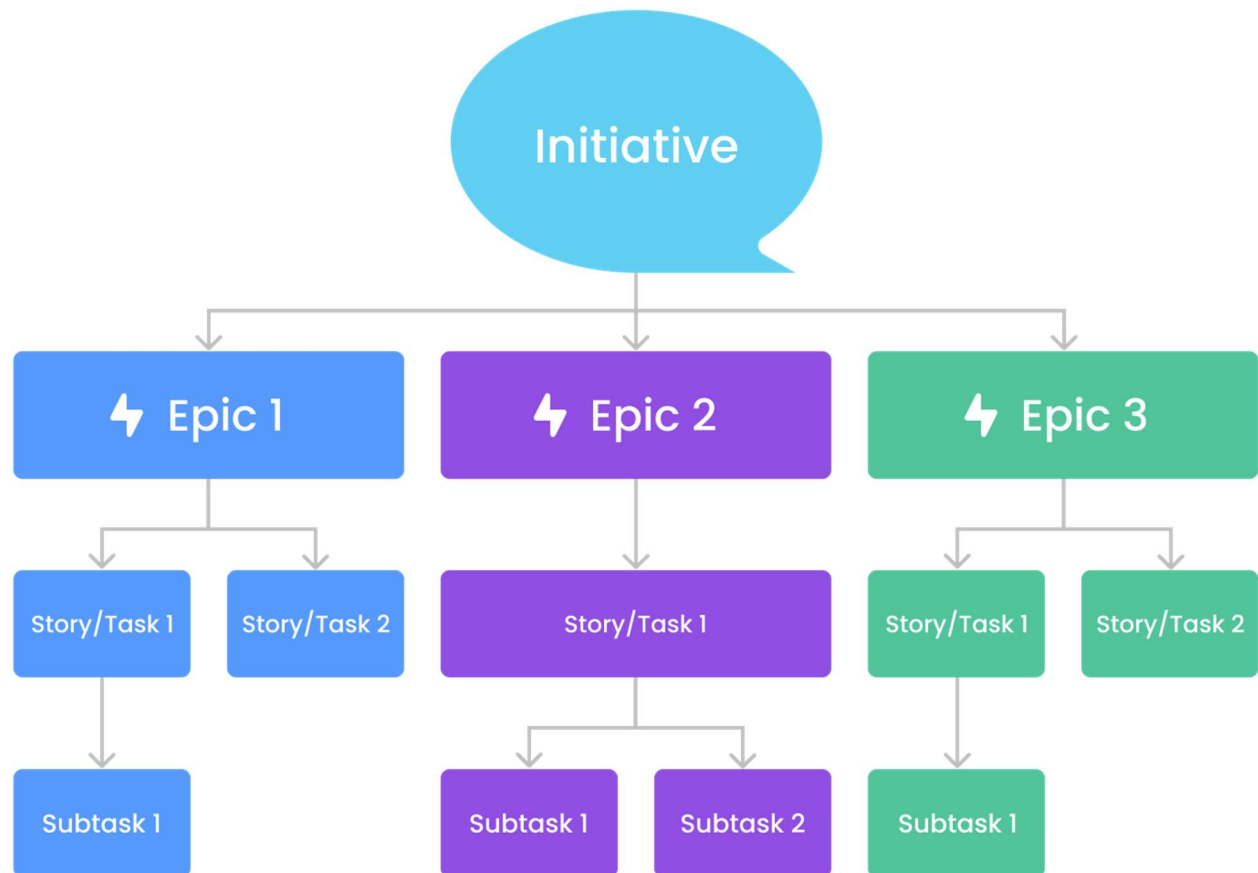 Initiative
Epic 1
Epic 2
Epic 3
Story/Task 1
Story/Task 2
Story/Task 1
Story/Task 1
Story/Task 2
Subtask 1
Subtask 1
Subtask 2
Subtask 1